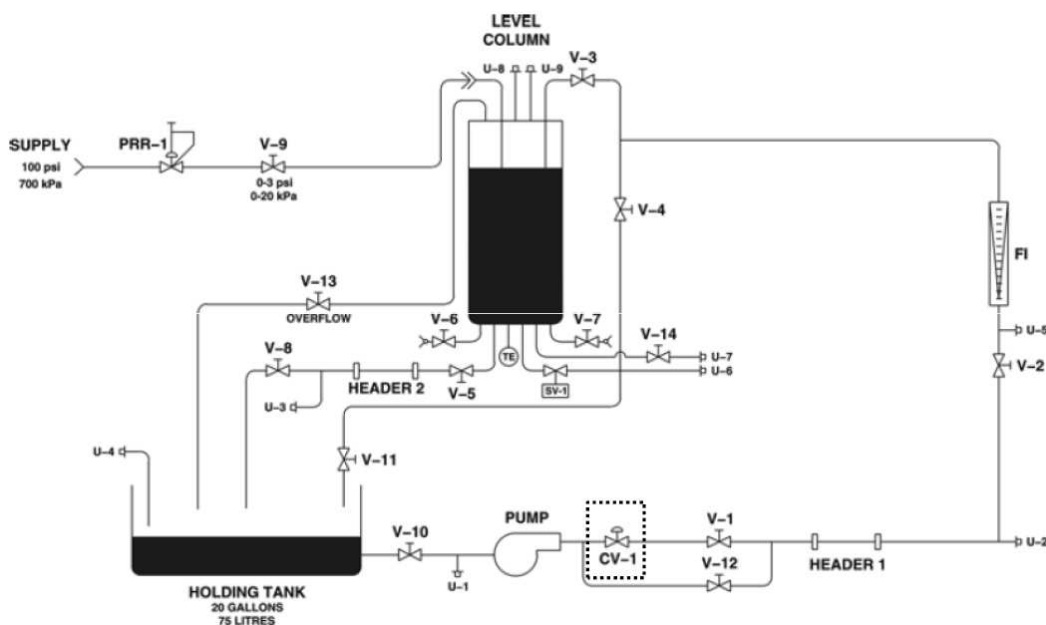 LEVEL
COLUMN
U-8
U-9
V-3
SUPPLY
100 psi
700 kPa
PRR-1
V-9
0-3 psi
0-20 kPa
V-4
FI
V-13
OVERFLOW
V-6
V-7
V-14
U-5
V-8
TE
U-7
U-6
V-2
HEADER 2
V-5
SV-1
U-3
U-4
V-11
V-10
PUMP
V-1
CV-1
U-2
V-12
HEADER 1
U-1
HOLDING TANK
20 GALLONS
75 LITRES